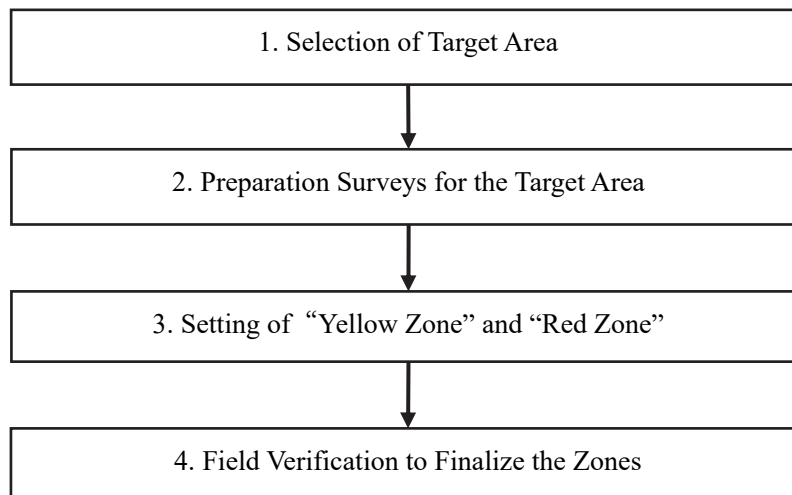 1. Selection of Target Area
2. Preparation Surveys for the Target Area
3. Setting of “Yellow Zone” and “Red Zone”
4. Field Verification to Finalize the Zones